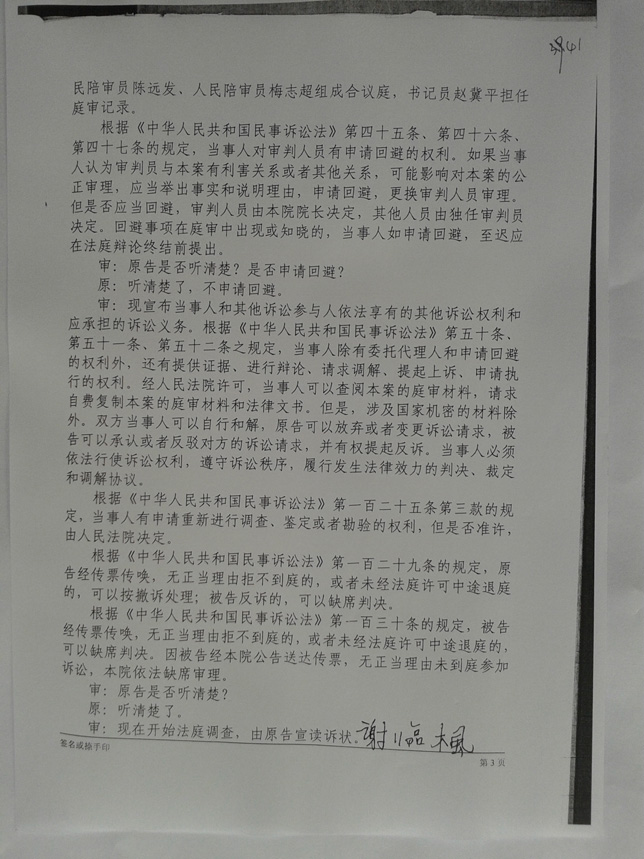 41
民陪审员陈远发、人民陪审员梅志超组成合议庭，书记员赵冀平担任
庭审记录。
根据《中华人民共和国民事诉讼法》第四十五条、第四十六条、
第四十七条的规定，当事人对审判人员有申请回避的权利。如果当事
人认为审判员与本案有利害关系或者其他关系，可能影响对本案的公
正审理，应当举出事实和说明理由，申请回避，更换审判人员审理。
但是否应当回避，审判人员由本院院长决定，其他人员由独任审判员
决定。回避事项在庭审中出现或知晓的，当事人如申请回避，至迟应
在法庭辩论终结前提出。
审：原告是否听清楚？是否申请回避？
原：听清楚了，不申请回避。
审：现宣布当事人和其他诉讼参与人依法享有的其他诉讼权利和
应承担的诉讼义务。根据《中华人民共和国民事诉讼法》第五十条、
第五十一条、第五十二条之规定，当事人除有委托代理人和申请回避
的权利外，还有提供证据、进行辩论、请求调解、提起上诉、申请执
行的权利。经人民法院许可，当事人可以查阅本案的庭审材料，请求
自费复制本案的庭审材料和法律文书。但是，涉及国家机密的材料除
外。双方当事人可以自行和解，原告可以放弃或者变更诉讼请求，被
告可以承认或者反驳对方的诉讼请求，并有权提起反诉。当事人必须
依法行使诉讼权利，遵守诉讼秩序，履行发生法律效力的判决、裁定
和调解协议。
根据《中华人民共和国民事诉讼法》第一百二十五条第三款的规
定，当事人有申请重新进行调查、鉴定或者勘验的权利，但是否准许，
由人民法院决定。
根据《中华人民共和国民事诉讼法》第一百二十九条的规定，原
告经传票传唤，无正当理由拒不到庭的，或者未经法庭许可中途退庭
的，可以按撤诉处理；被告反诉的，可以缺席判决。
根据《中华人民共和国民事诉讼法》第一百三十条的规定，被告
经传票传唤，无正当理由拒不到庭的，或者未经法庭许可中途退庭的，
可以缺席判决。因被告经本院公告送达传票，无正当理由未到庭参加
诉讼，本院依法缺席审理。
审：原告是否听清楚？
原：听清楚了。
审：现在开始法庭调查，由原告宣读诉状。谢临枫
签名或捺手印
第 3 页